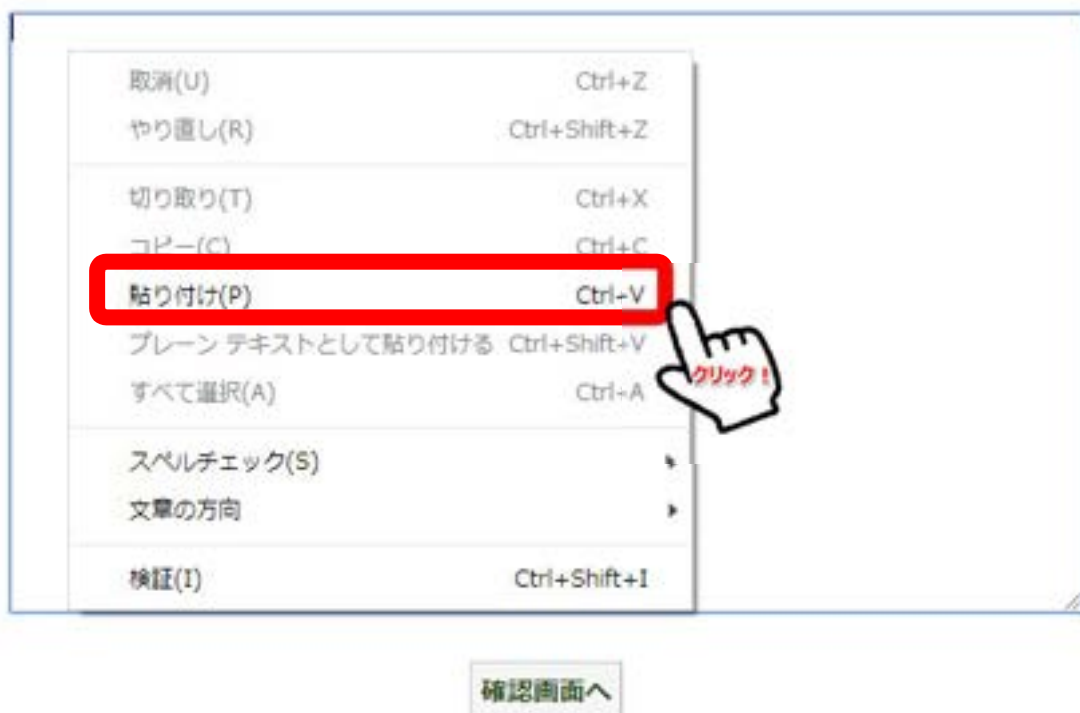 取消(U) Ctrl+Z
やり直し(R) Ctrl+Shift+Z
切り取り(T) Ctrl+X
コピー(C) Ctrl+C
貼り付け(P) Ctrl+V
プレーン テキストとして貼り付ける Ctrl+Shift+V
すべて選択(A) Ctrl+A
クリック!
スペルチェック(S)
文章の方向
検証(I) Ctrl+Shift+I
確認画面へ